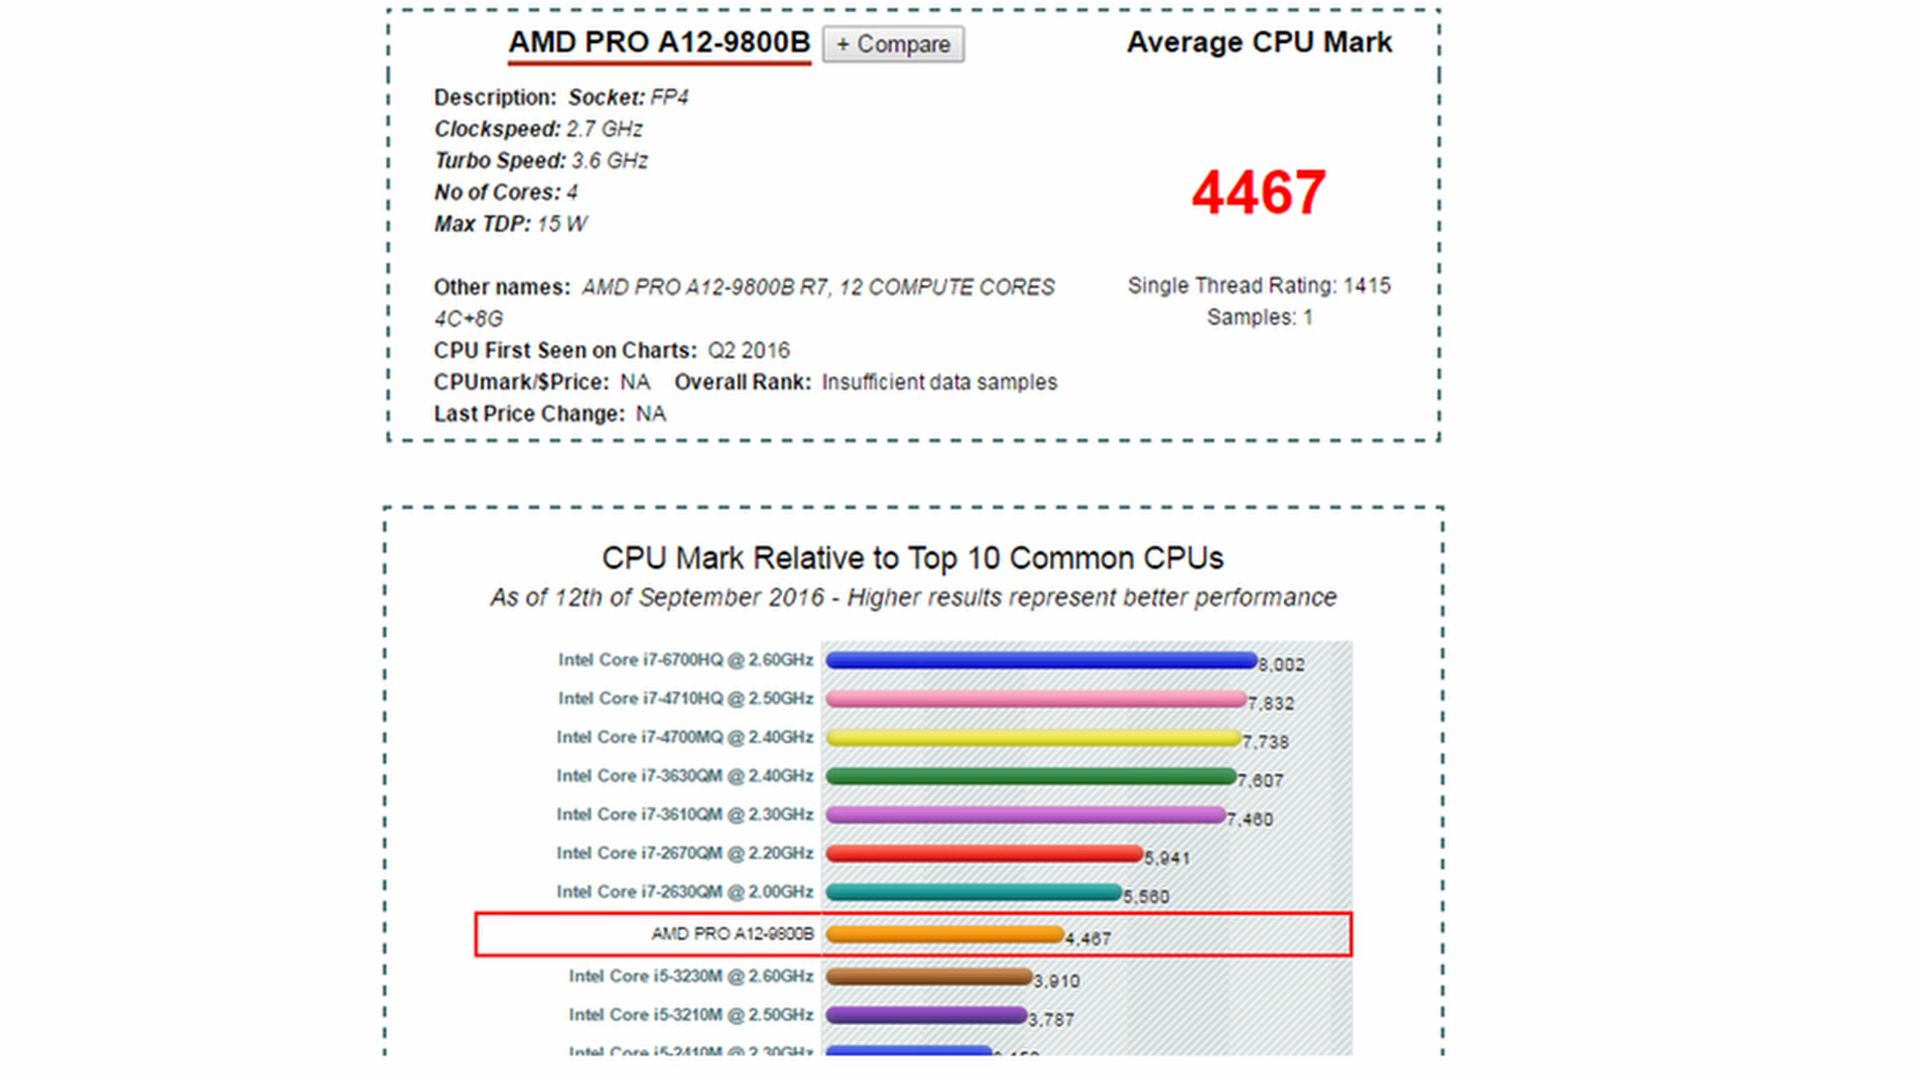 AMD PRO A12-9800B + Compare
Average CPU Mark
Description: Socket: FP4
Clockspeed: 2.7 GHz
Turbo Speed: 3.6 GHz
No of Cores: 4
Max TDP: 15 W
4467
Single Thread Rating: 1415
Samples: 1
Other names: AMD PRO A12-9800B R7, 12 COMPUTE CORES
4C+8G
CPU First Seen on Charts: Q2 2016
CPUmark/$Price: NA Overall Rank: Insufficient data samples
Last Price Change: NA
CPU Mark Relative to Top 10 Common CPUs
As of 12th of September 2016 - Higher results represent better performance
Intel Core i7-6700HQ @ 2.60GHz 8,002
Intel Core i7-4710HQ @ 2.50GHz 7,832
Intel Core i7-4700MQ @ 2.40GHz 7,738
Intel Core i7-3630QM @ 2.40GHz 7,607
Intel Core i7-3610QM @ 2.30GHz 7,460
Intel Core i7-2670QM @ 2.20GHz 5,941
Intel Core i7-2630QM @ 2.00GHz 5,560
AMD PRO A12-9800B 4,467
Intel Core i5-3230M @ 2.60GHz 3,910
Intel Core i5-3210M @ 2.50GHz 3,787
Intel Core i5-2410M @ 2.30GHz